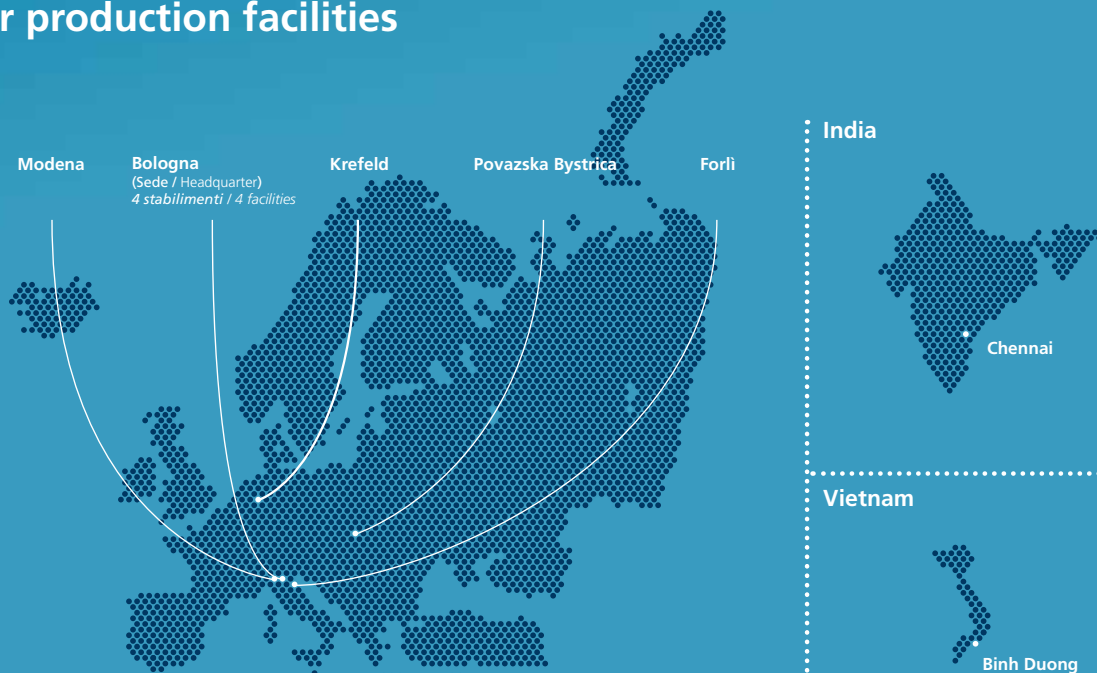 r production facilities
Modena
Bologna
(Sede / Headquarter)
4 stabilimenti / 4 facilities
Krefeld
Povazska Bystrica
Forlì
India
Chennai
Vietnam
Binh Duong